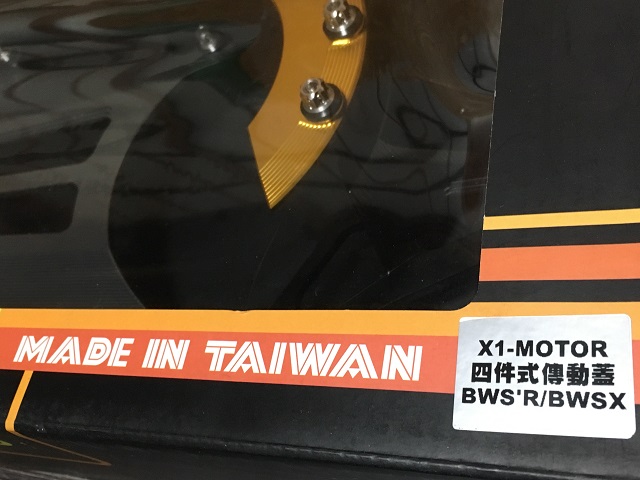 MADE IN TAIWAN
X1-MOTOR
四件式傳動蓋
BWS'R/BWSX